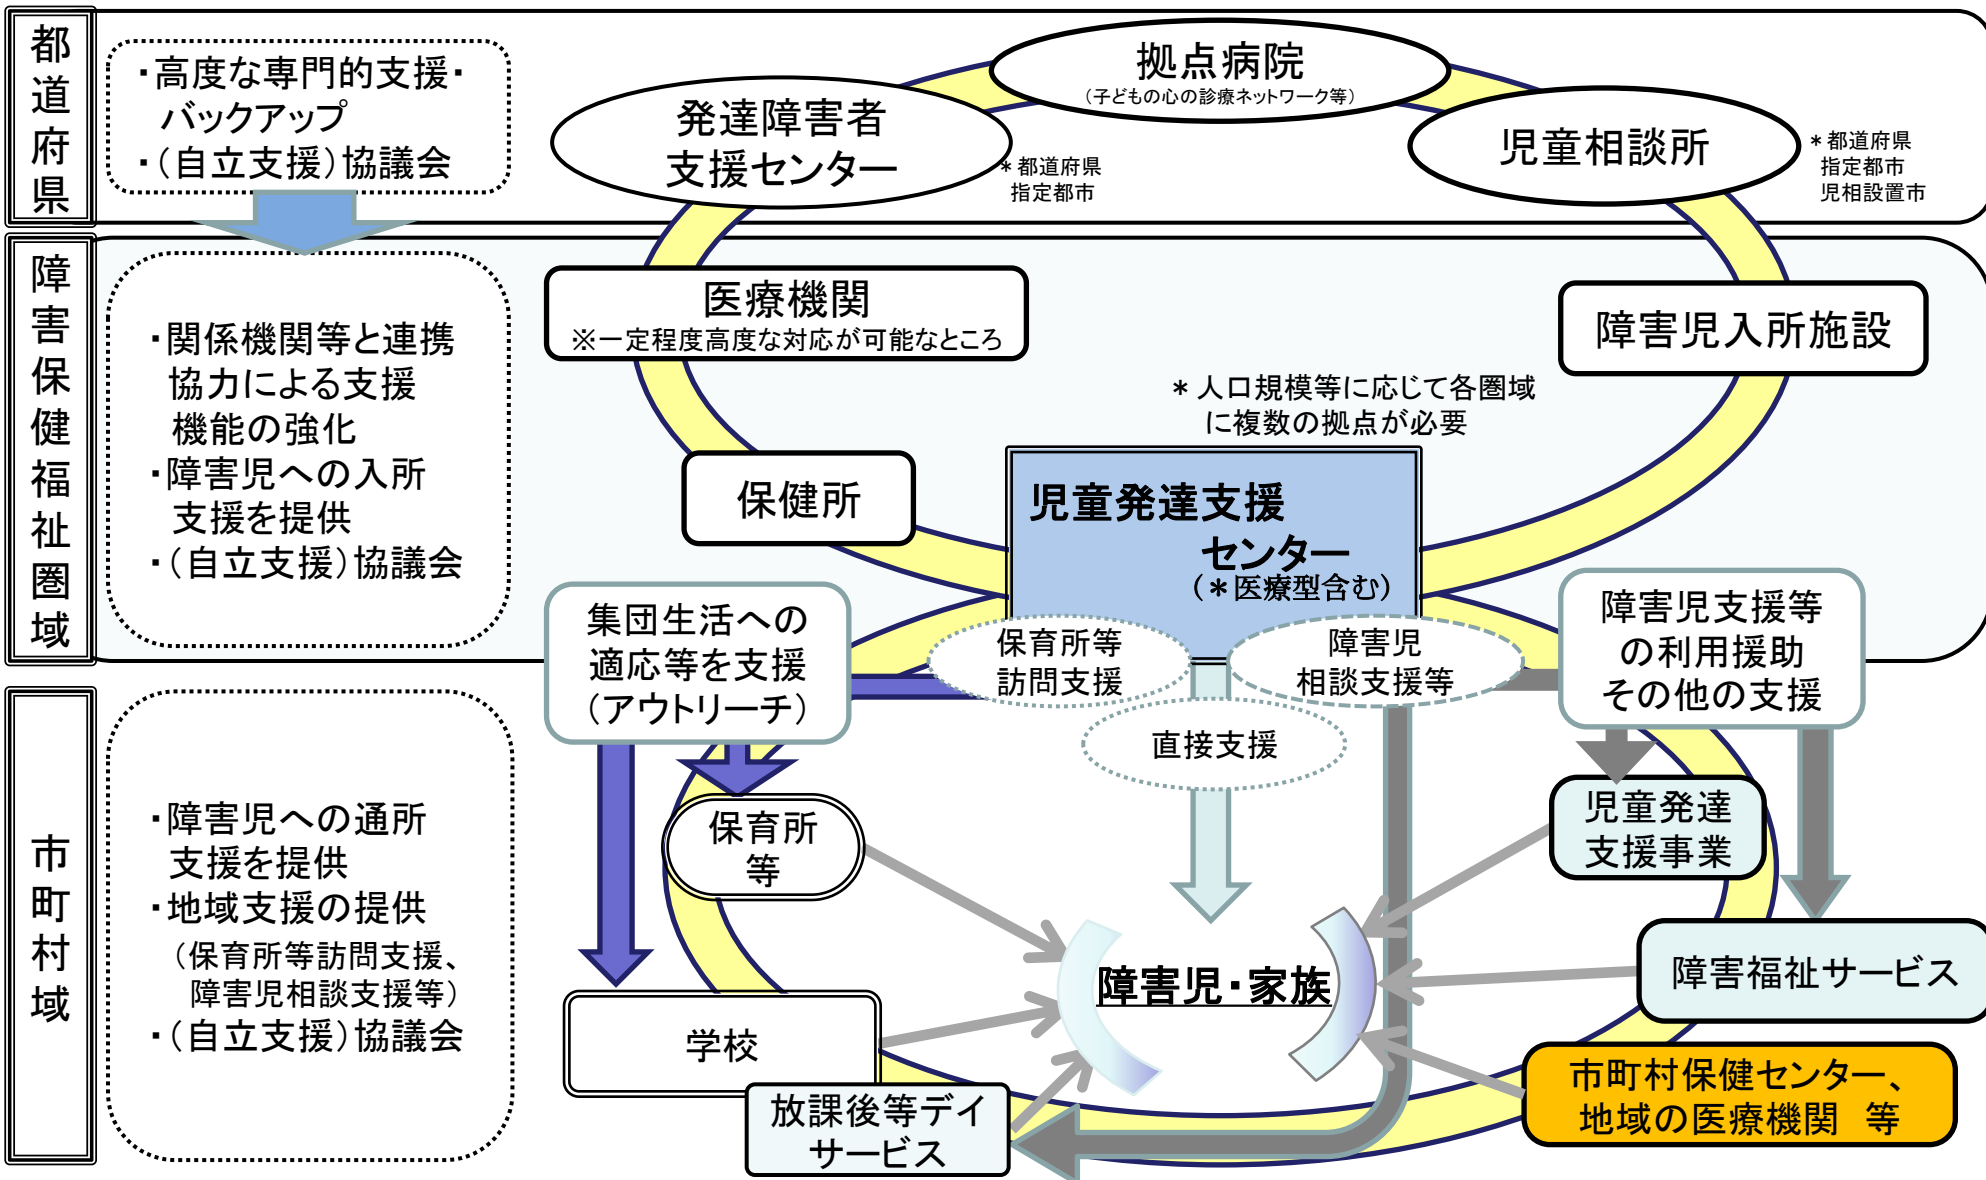 都道府県
・高度な専門的支援・
バックアップ
・（自立支援）協議会
拠点病院
（子どもの心の診療ネットワーク等）
発達障害者
支援センター
＊都道府県
指定都市
児童相談所
＊都道府県
指定都市
児相設置市
障害保健福祉圏域
・関係機関等と連携
協力による支援
機能の強化
・障害児への入所
支援を提供
・（自立支援）協議会
医療機関
※一定程度高度な対応が可能なところ
障害児入所施設
＊人口規模等に応じて各圏域
に複数の拠点が必要
保健所
児童発達支援
センター
（＊医療型含む）
集団生活への
適応等を支援
（アウトリーチ）
保育所等
訪問支援
障害児
相談支援等
直接支援
障害児支援等
の利用援助
その他の支援
市町村域
・障害児への通所
支援を提供
・地域支援の提供
（保育所等訪問支援、
障害児相談支援等）
・（自立支援）協議会
保育所
等
児童発達
支援事業
障害児・家族
障害福祉サービス
学校
放課後等デイ
サービス
市町村保健センター、
地域の医療機関　等